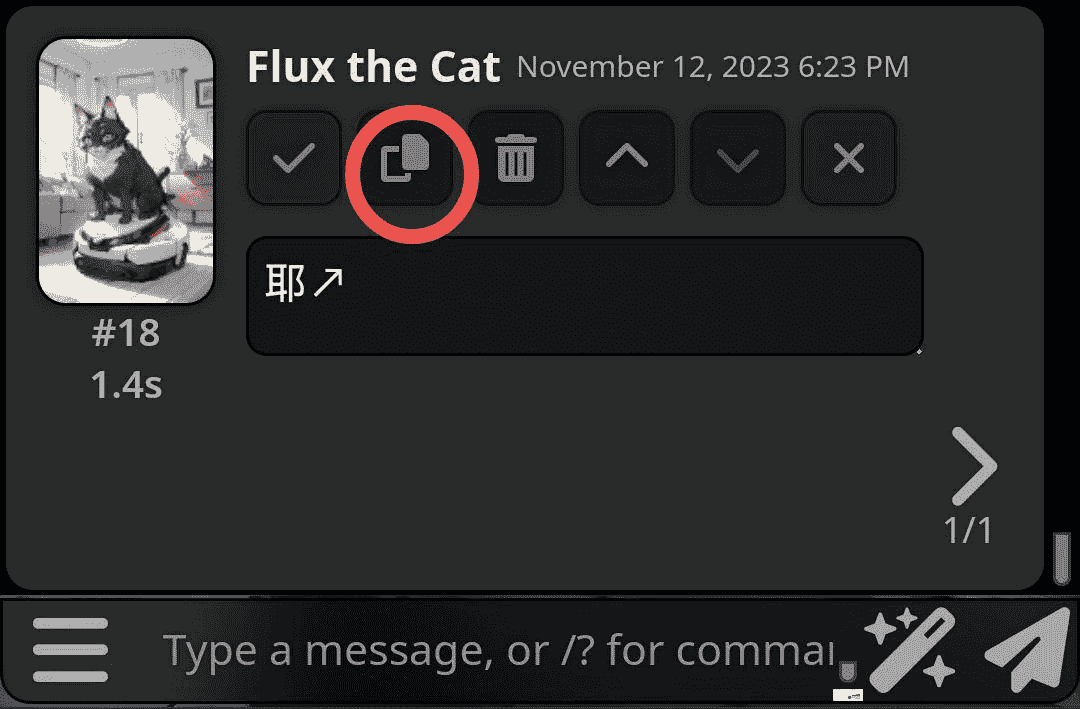 Flux the Cat November 12, 2023 6:23 PM
耶↗
#18
1.4s
1/1
Type a message, or /? for